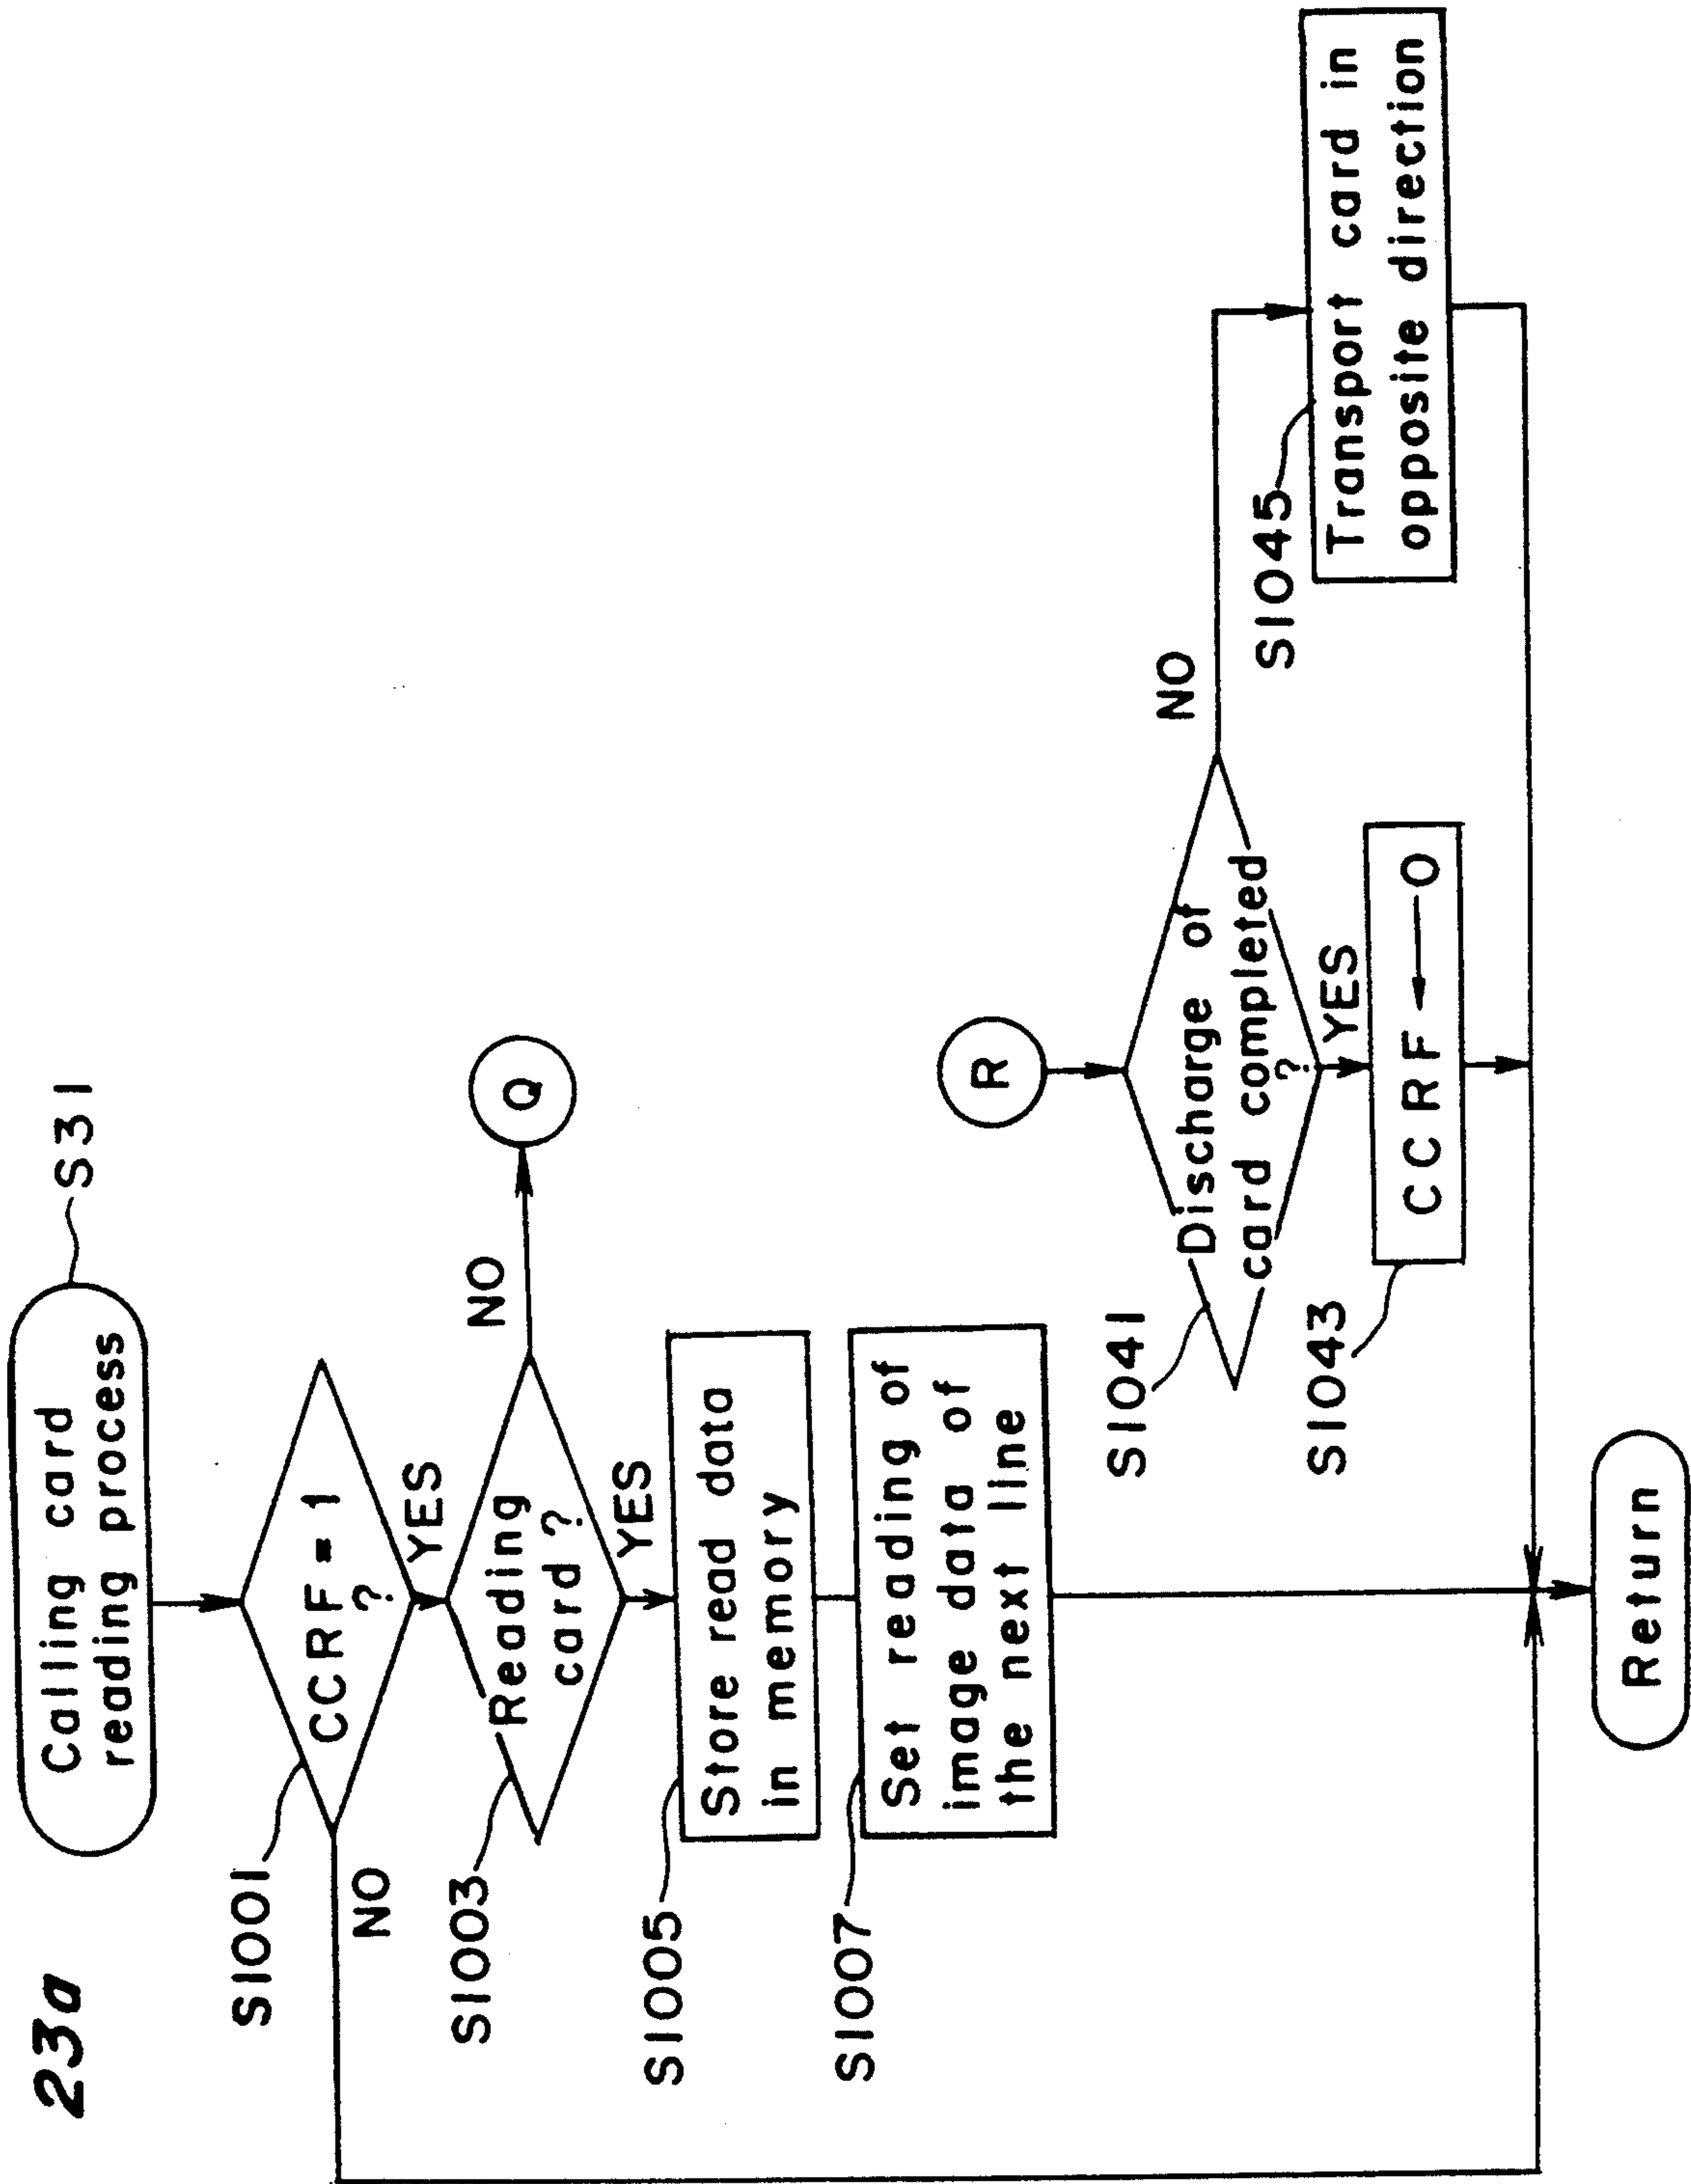 23a
Calling card
reading process
S31
S1001
CCRF=1
?
NO
YES
S1003
Reading
card ?
NO
Q
YES
S1005
Store read data
in memory
S1007
Set reading of
image data of
the next line
R
S1041
Discharge of
card completed
?
NO
YES
S1043
CCRF ← 0
S1045
Transport card in
opposite direction
Return